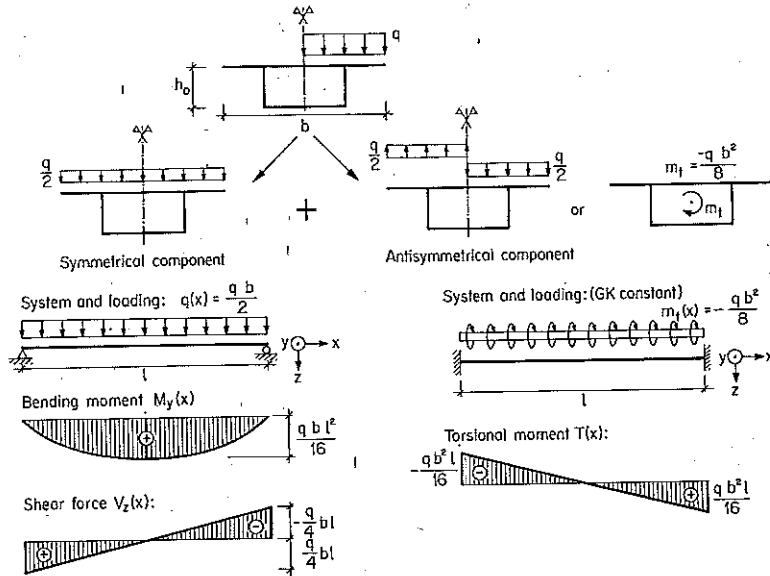 q
h₀
b
q/2
q/2
q/2
m_t = -q b²/8
+
or
m_t
Symmetrical component
Antisymmetrical component
System and loading: q(x) = q b/2
System and loading: (GK constant)
m_t(x) = - q b²/8
y
x
z
l
y
x
z
l
Bending moment M_y(x)
+
q b l²/16
Torsional moment T(x):
- q b² l/16
−
+
q b² l/16
Shear force V_z(x):
+
−
- q/4 bl
q/4 bl